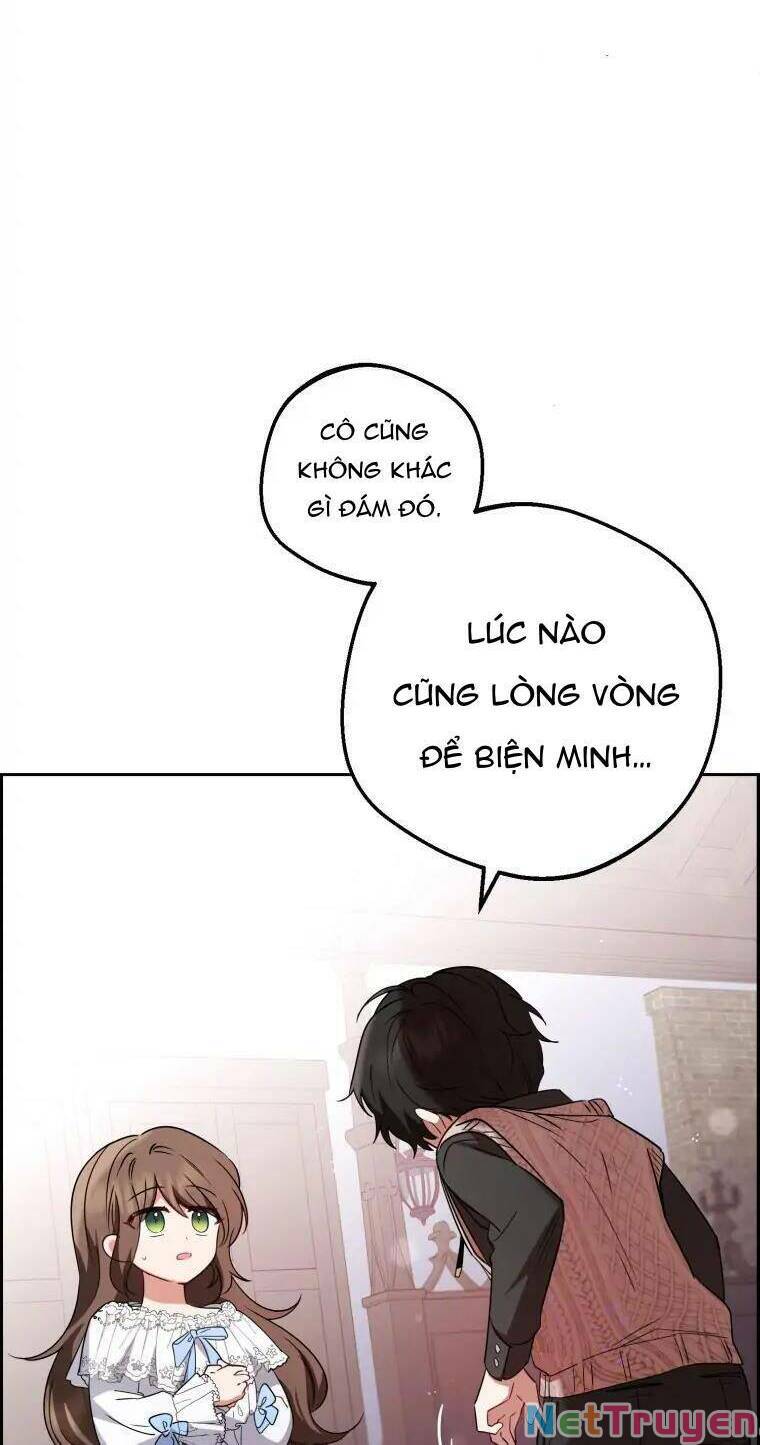 CÔ CŨNG
KHÔNG KHÁC
GÌ ĐÁM ĐÓ.
LÚC NÀO
CŨNG LÒNG VÒNG
ĐỂ BIỆN MINH...
NetTruyen